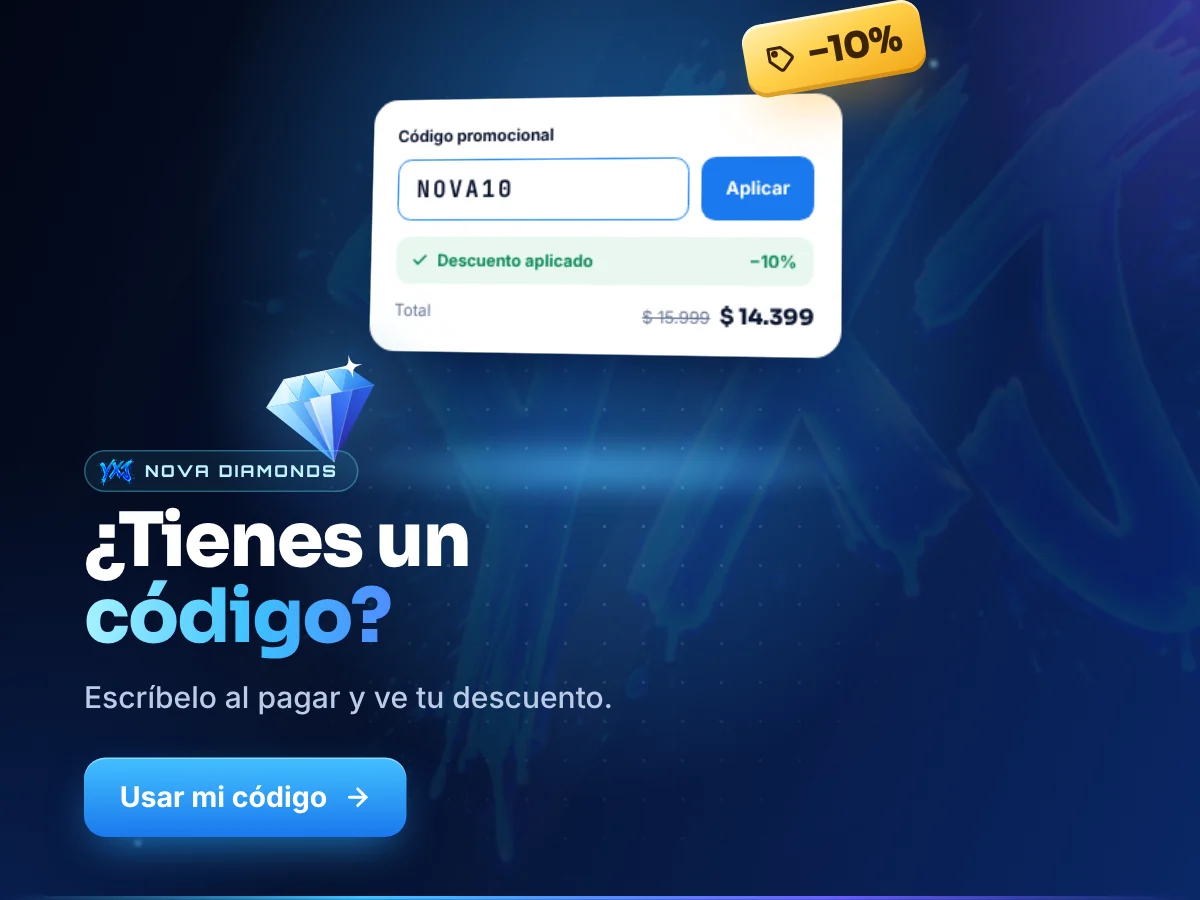 −10%
Código promocional
NOVA10
Aplicar
Descuento aplicado −10%
Total $ 15.999 $ 14.399
YXS NOVA DIAMONDS
¿Tienes un
código?
Escríbelo al pagar y ve tu descuento.
Usar mi código →